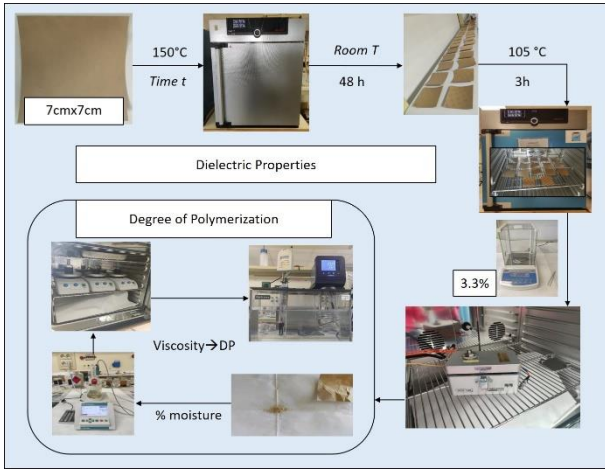 150°C
Time t
Room T
48 h
105 °C
3h
7cmx7cm
Dielectric Properties
Degree of Polymerization
3.3%
Viscosity→DP
% moisture